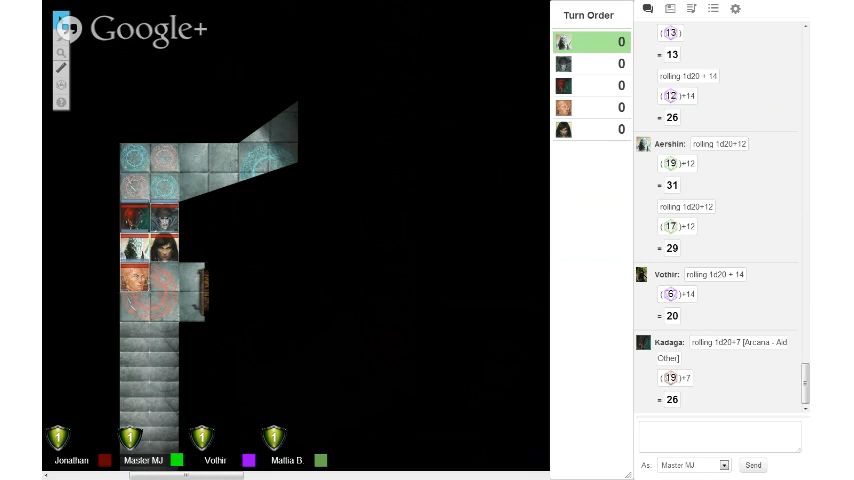 Google+
Turn Order
0
0
0
0
0
1
1
1
1
Jonathan
Master MJ
Vothir
Mattia B.
(13)
= 13
rolling 1d20 + 14
(12)+14
= 26
Aershin: rolling 1d20+12
(19)+12
= 31
rolling 1d20+12
(17)+12
= 29
Vothir: rolling 1d20 + 14
(6)+14
= 20
Kadaga: rolling 1d20+7 [Arcana - Aid
Other]
(19)+7
= 26
As: Master MJ Send